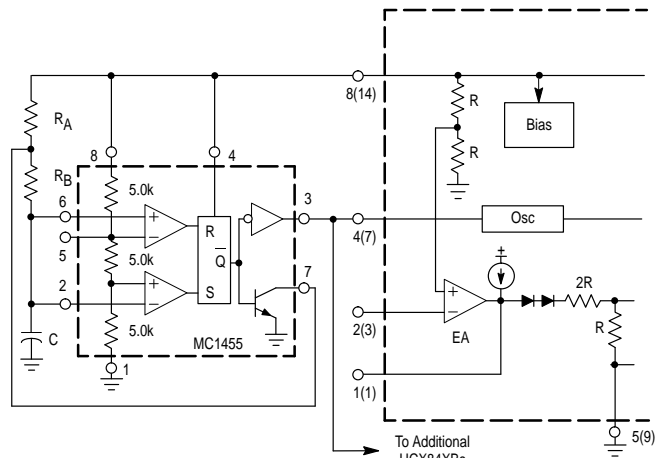 8(14)
R
Bias
R
RA
RB
8
4
5.0k
6
3
5
R
4(7)
Osc
5.0k
Q
7
2
S
2R
2(3)
EA
R
C
5.0k
MC1455
1
1(1)
5(9)
To Additional